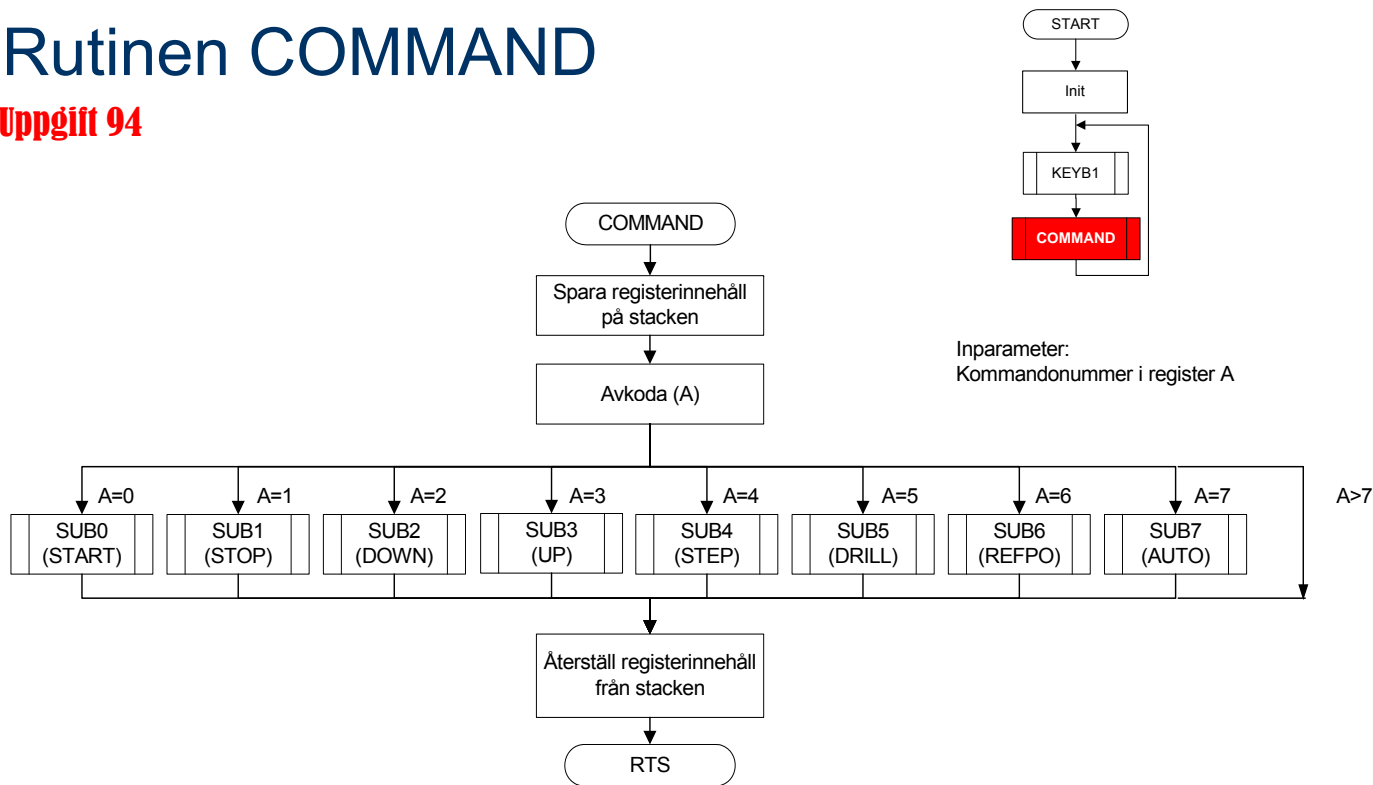 Rutinen COMMAND
Uppgift 94
START
Init
KEYB1
COMMAND
Inparameter:
Kommandonummer i register A
COMMAND
Spara registerinnehåll
på stacken
Avkoda (A)
A=0
A=1
A=2
A=3
A=4
A=5
A=6
A=7
A>7
SUB0
(START)
SUB1
(STOP)
SUB2
(DOWN)
SUB3
(UP)
SUB4
(STEP)
SUB5
(DRILL)
SUB6
(REFPO)
SUB7
(AUTO)
Återställ registerinnehåll
från stacken
RTS